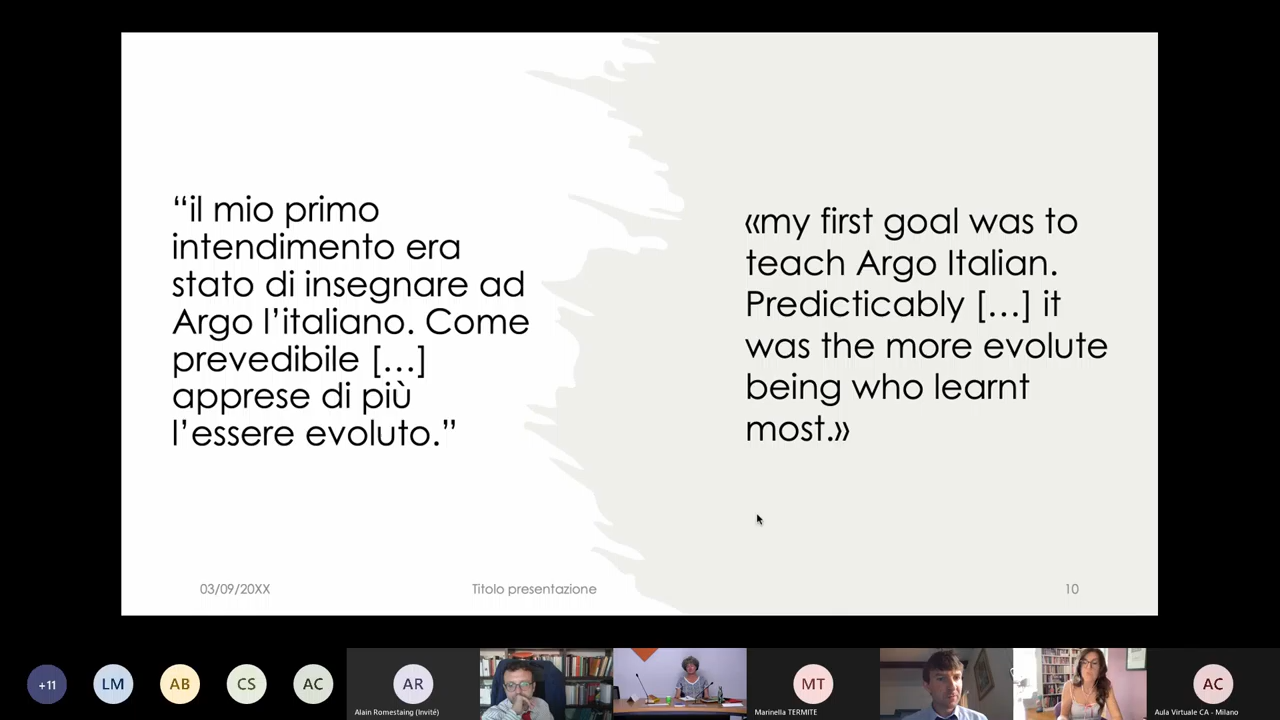 “il mio primo
intendimento era
stato di insegnare ad
Argo l’italiano. Come
prevedibile […]
apprese di più
l’essere evoluto.”
«my first goal was to
teach Argo Italian.
Predicticably […] it
was the more evolute
being who learnt
most.»
03/09/20XX
Titolo presentazione
10
+11
LM
AB
CS
AC
AR
Alain Romestaing (Invité)
MT
Marinella TERMITE
AC
Aula Virtuale CA - Milano